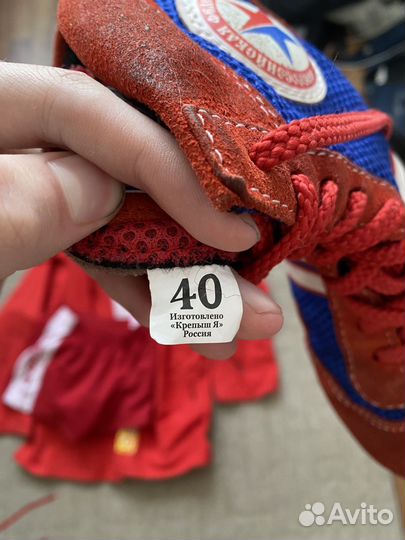 40
Изготовлено
«Крепыш Я»
Россия
Avito